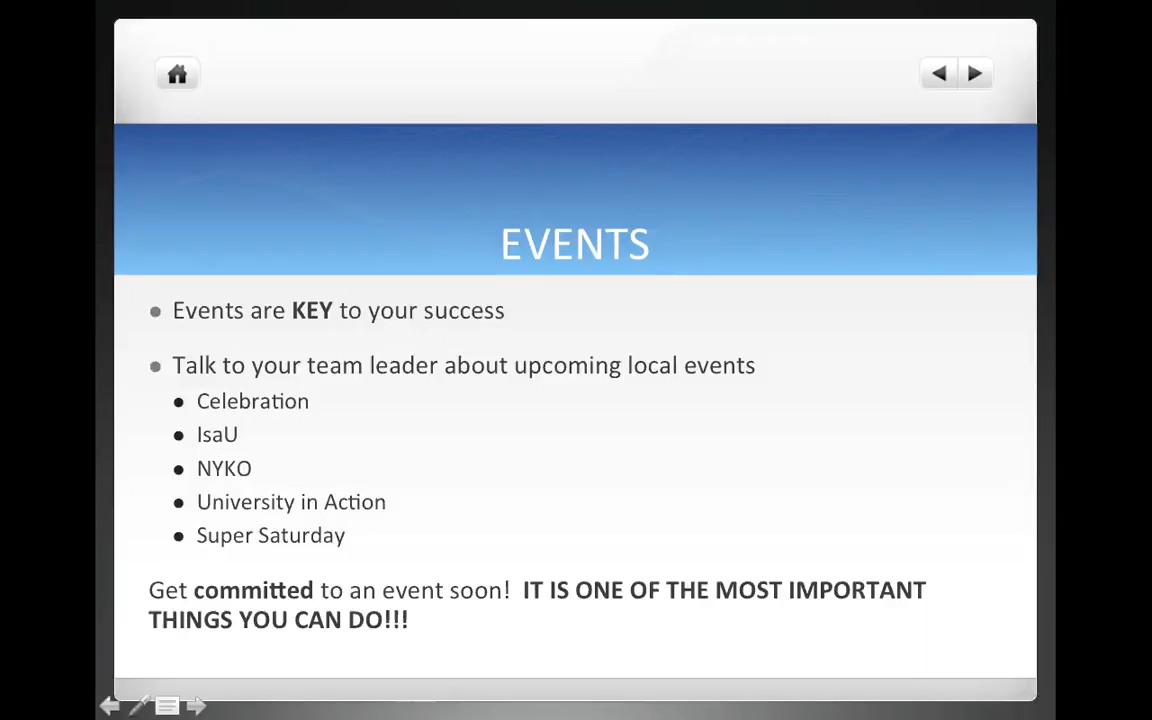 EVENTS
Events are KEY to your success
Talk to your team leader about upcoming local events
Celebration
IsaU
NYKO
University in Action
Super Saturday
Get committed to an event soon!  IT IS ONE OF THE MOST IMPORTANT
THINGS YOU CAN DO!!!